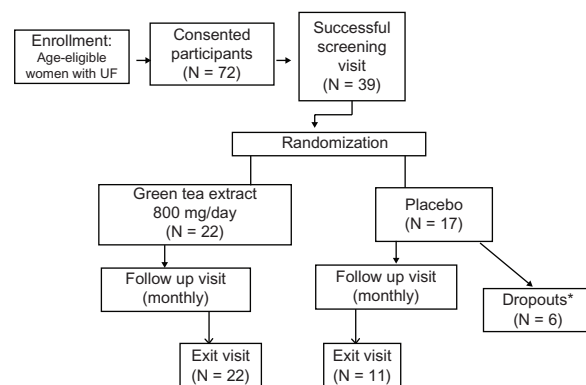 Enrollment:
Age-eligible
women with UF
Consented
participants
(N = 72)
Successful
screening
visit
(N = 39)
Randomization
Green tea extract
800 mg/day
(N = 22)
Placebo
(N = 17)
Follow up visit
(monthly)
Follow up visit
(monthly)
Dropouts*
(N = 6)
Exit visit
(N = 22)
Exit visit
(N = 11)